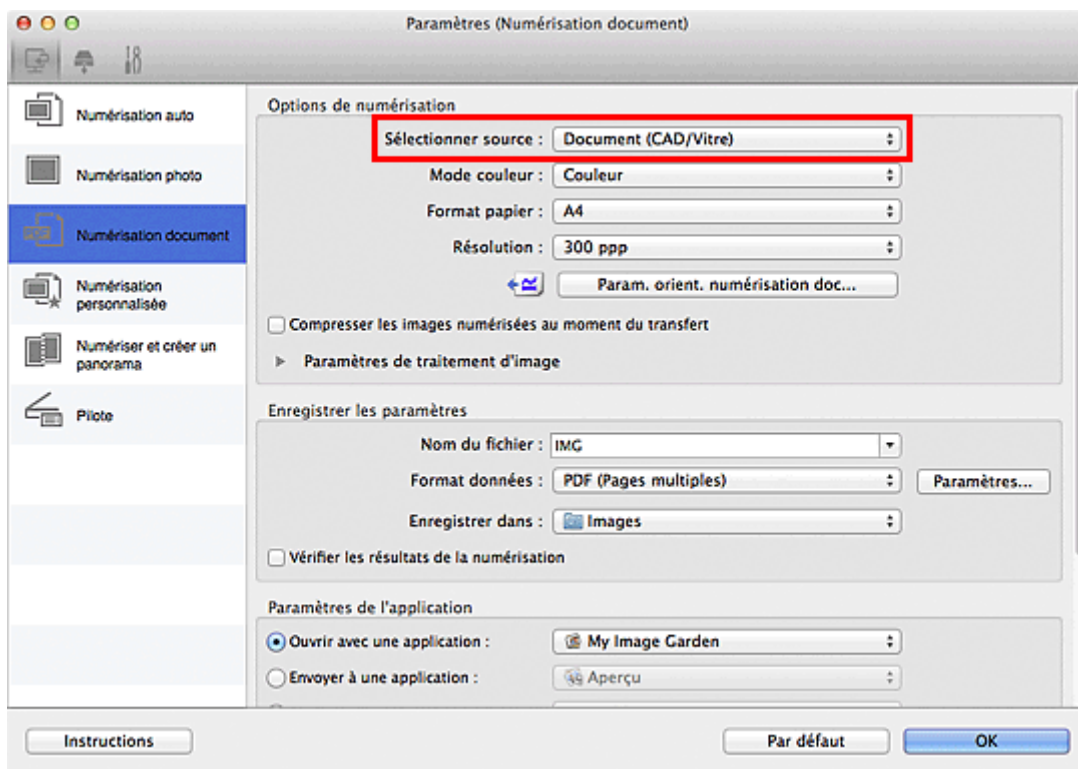 Paramètres (Numérisation document)
Numérisation auto
Numérisation photo
PDF
Numérisation document
Numérisation
personnalisée
Numériser et créer un
panorama
Pilote
Options de numérisation
Sélectionner source : Document (CAD/Vitre)
Mode couleur : Couleur
Format papier : A4
Résolution : 300 ppp
Param. orient. numérisation doc...
Compresser les images numérisées au moment du transfert
Paramètres de traitement d'image
Enregistrer les paramètres
Nom du fichier : IMG
Format données : PDF (Pages multiples) Paramètres...
Enregistrer dans : Images
Vérifier les résultats de la numérisation
Paramètres de l'application
Ouvrir avec une application : My Image Garden
Envoyer à une application : Aperçu
Instructions Par défaut OK